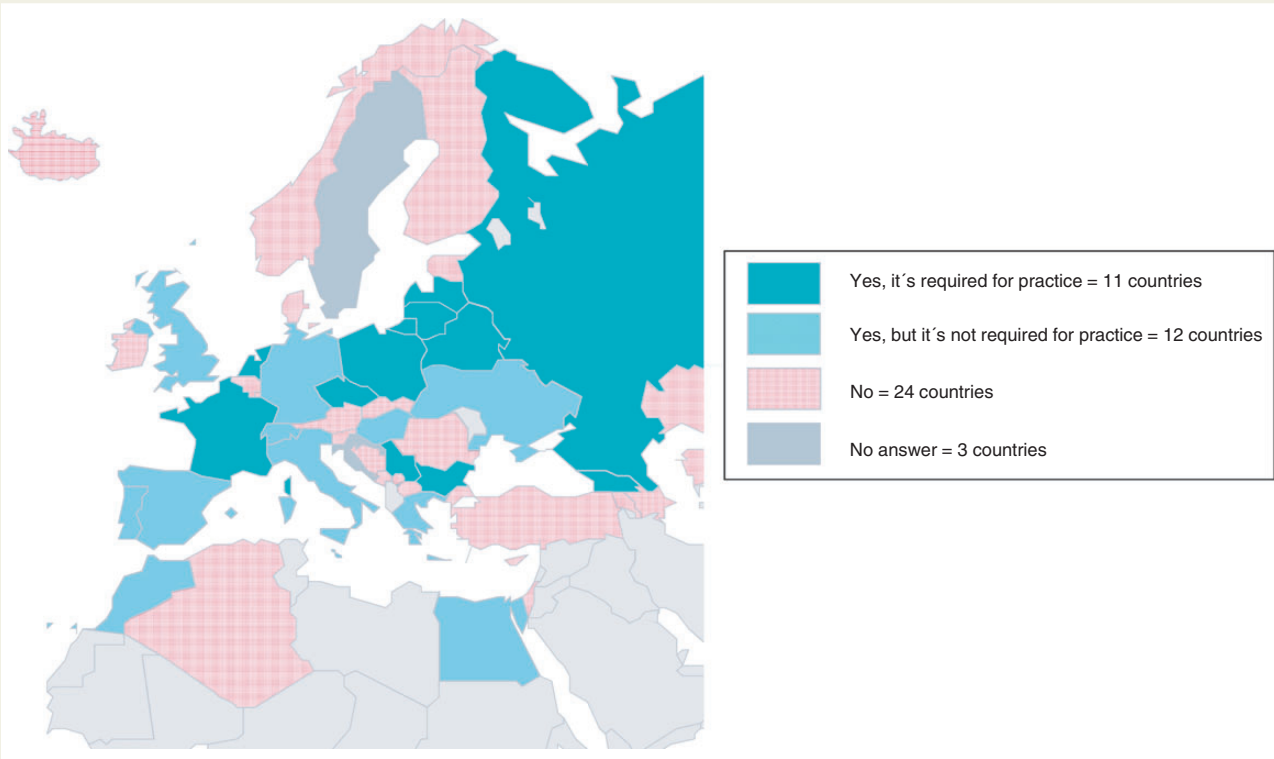 Yes, it´s required for practice = 11 countries
Yes, but it´s not required for practice = 12 countries
No = 24 countries
No answer = 3 countries